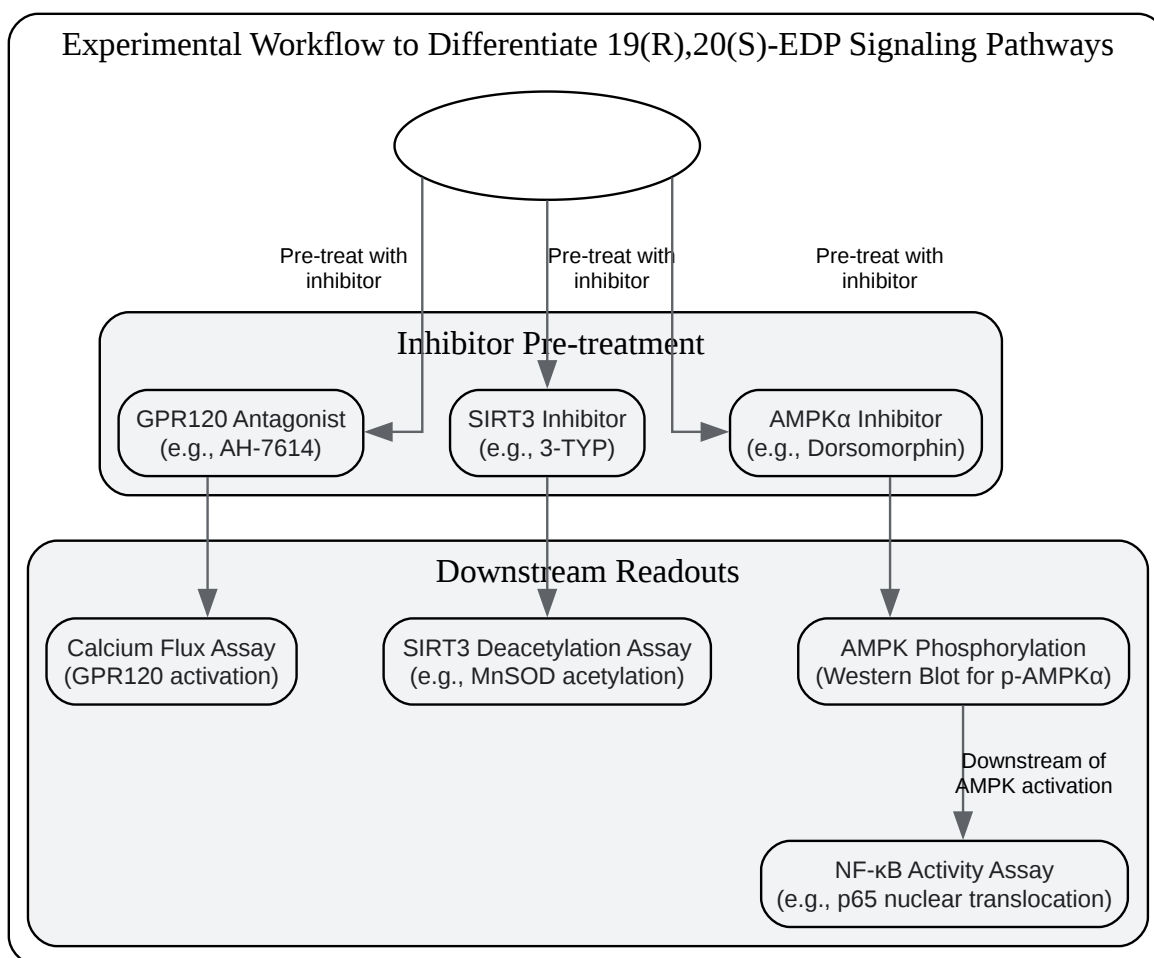 Experimental Workflow to Differentiate 19(R),20(S)-EDP Signaling Pathways
Pre-treat with
inhibitor
Pre-treat with
inhibitor
Pre-treat with
inhibitor
Inhibitor Pre-treatment
GPR120 Antagonist
(e.g., AH-7614)
SIRT3 Inhibitor
(e.g., 3-TYP)
AMPKα Inhibitor
(e.g., Dorsomorphin)
Downstream Readouts
Calcium Flux Assay
(GPR120 activation)
SIRT3 Deacetylation Assay
(e.g., MnSOD acetylation)
AMPK Phosphorylation
(Western Blot for p-AMPKα)
Downstream of
AMPK activation
NF-κB Activity Assay
(e.g., p65 nuclear translocation)